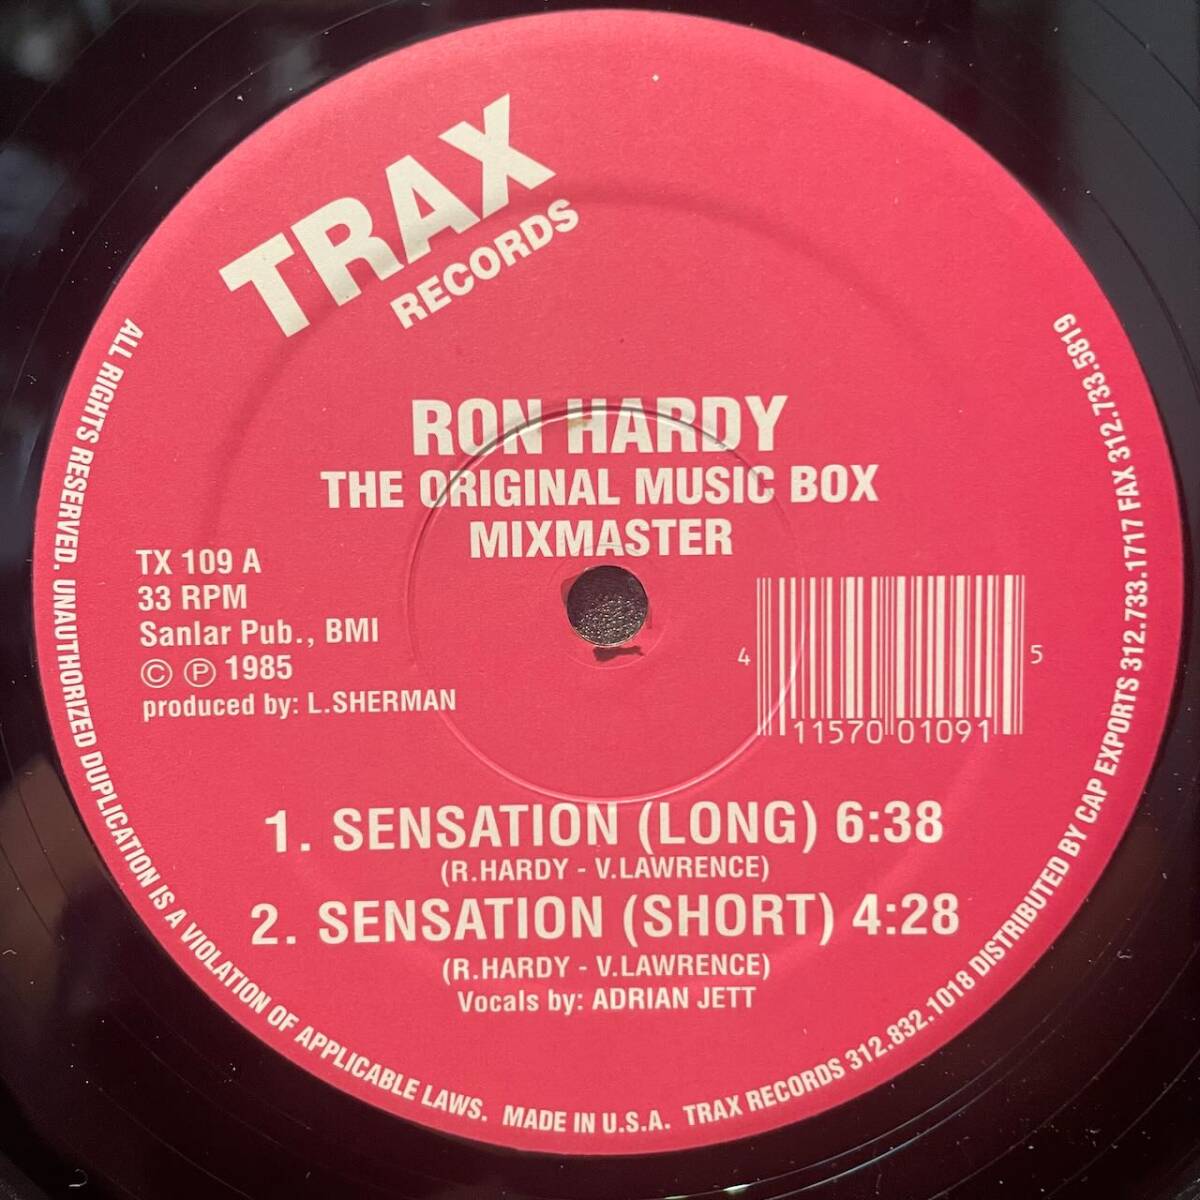 TRAX
RECORDS
RON HARDY
THE ORIGINAL MUSIC BOX
MIXMASTER
TX 109 A
33 RPM
Sanlar Pub., BMI
© ℗ 1985
produced by: L.SHERMAN
4 11570 01091 5
1. SENSATION (LONG) 6:38
(R.HARDY - V.LAWRENCE)
2. SENSATION (SHORT) 4:28
(R.HARDY - V.LAWRENCE)
Vocals by: ADRIAN JETT
ALL RIGHTS RESERVED. UNAUTHORIZED DUPLICATION IS A VIOLATION OF APPLICABLE LAWS. MADE IN U.S.A. TRAX RECORDS 312.832.1018 DISTRIBUTED BY CAP EXPORTS 312.733.1717 FAX 312.733.5819